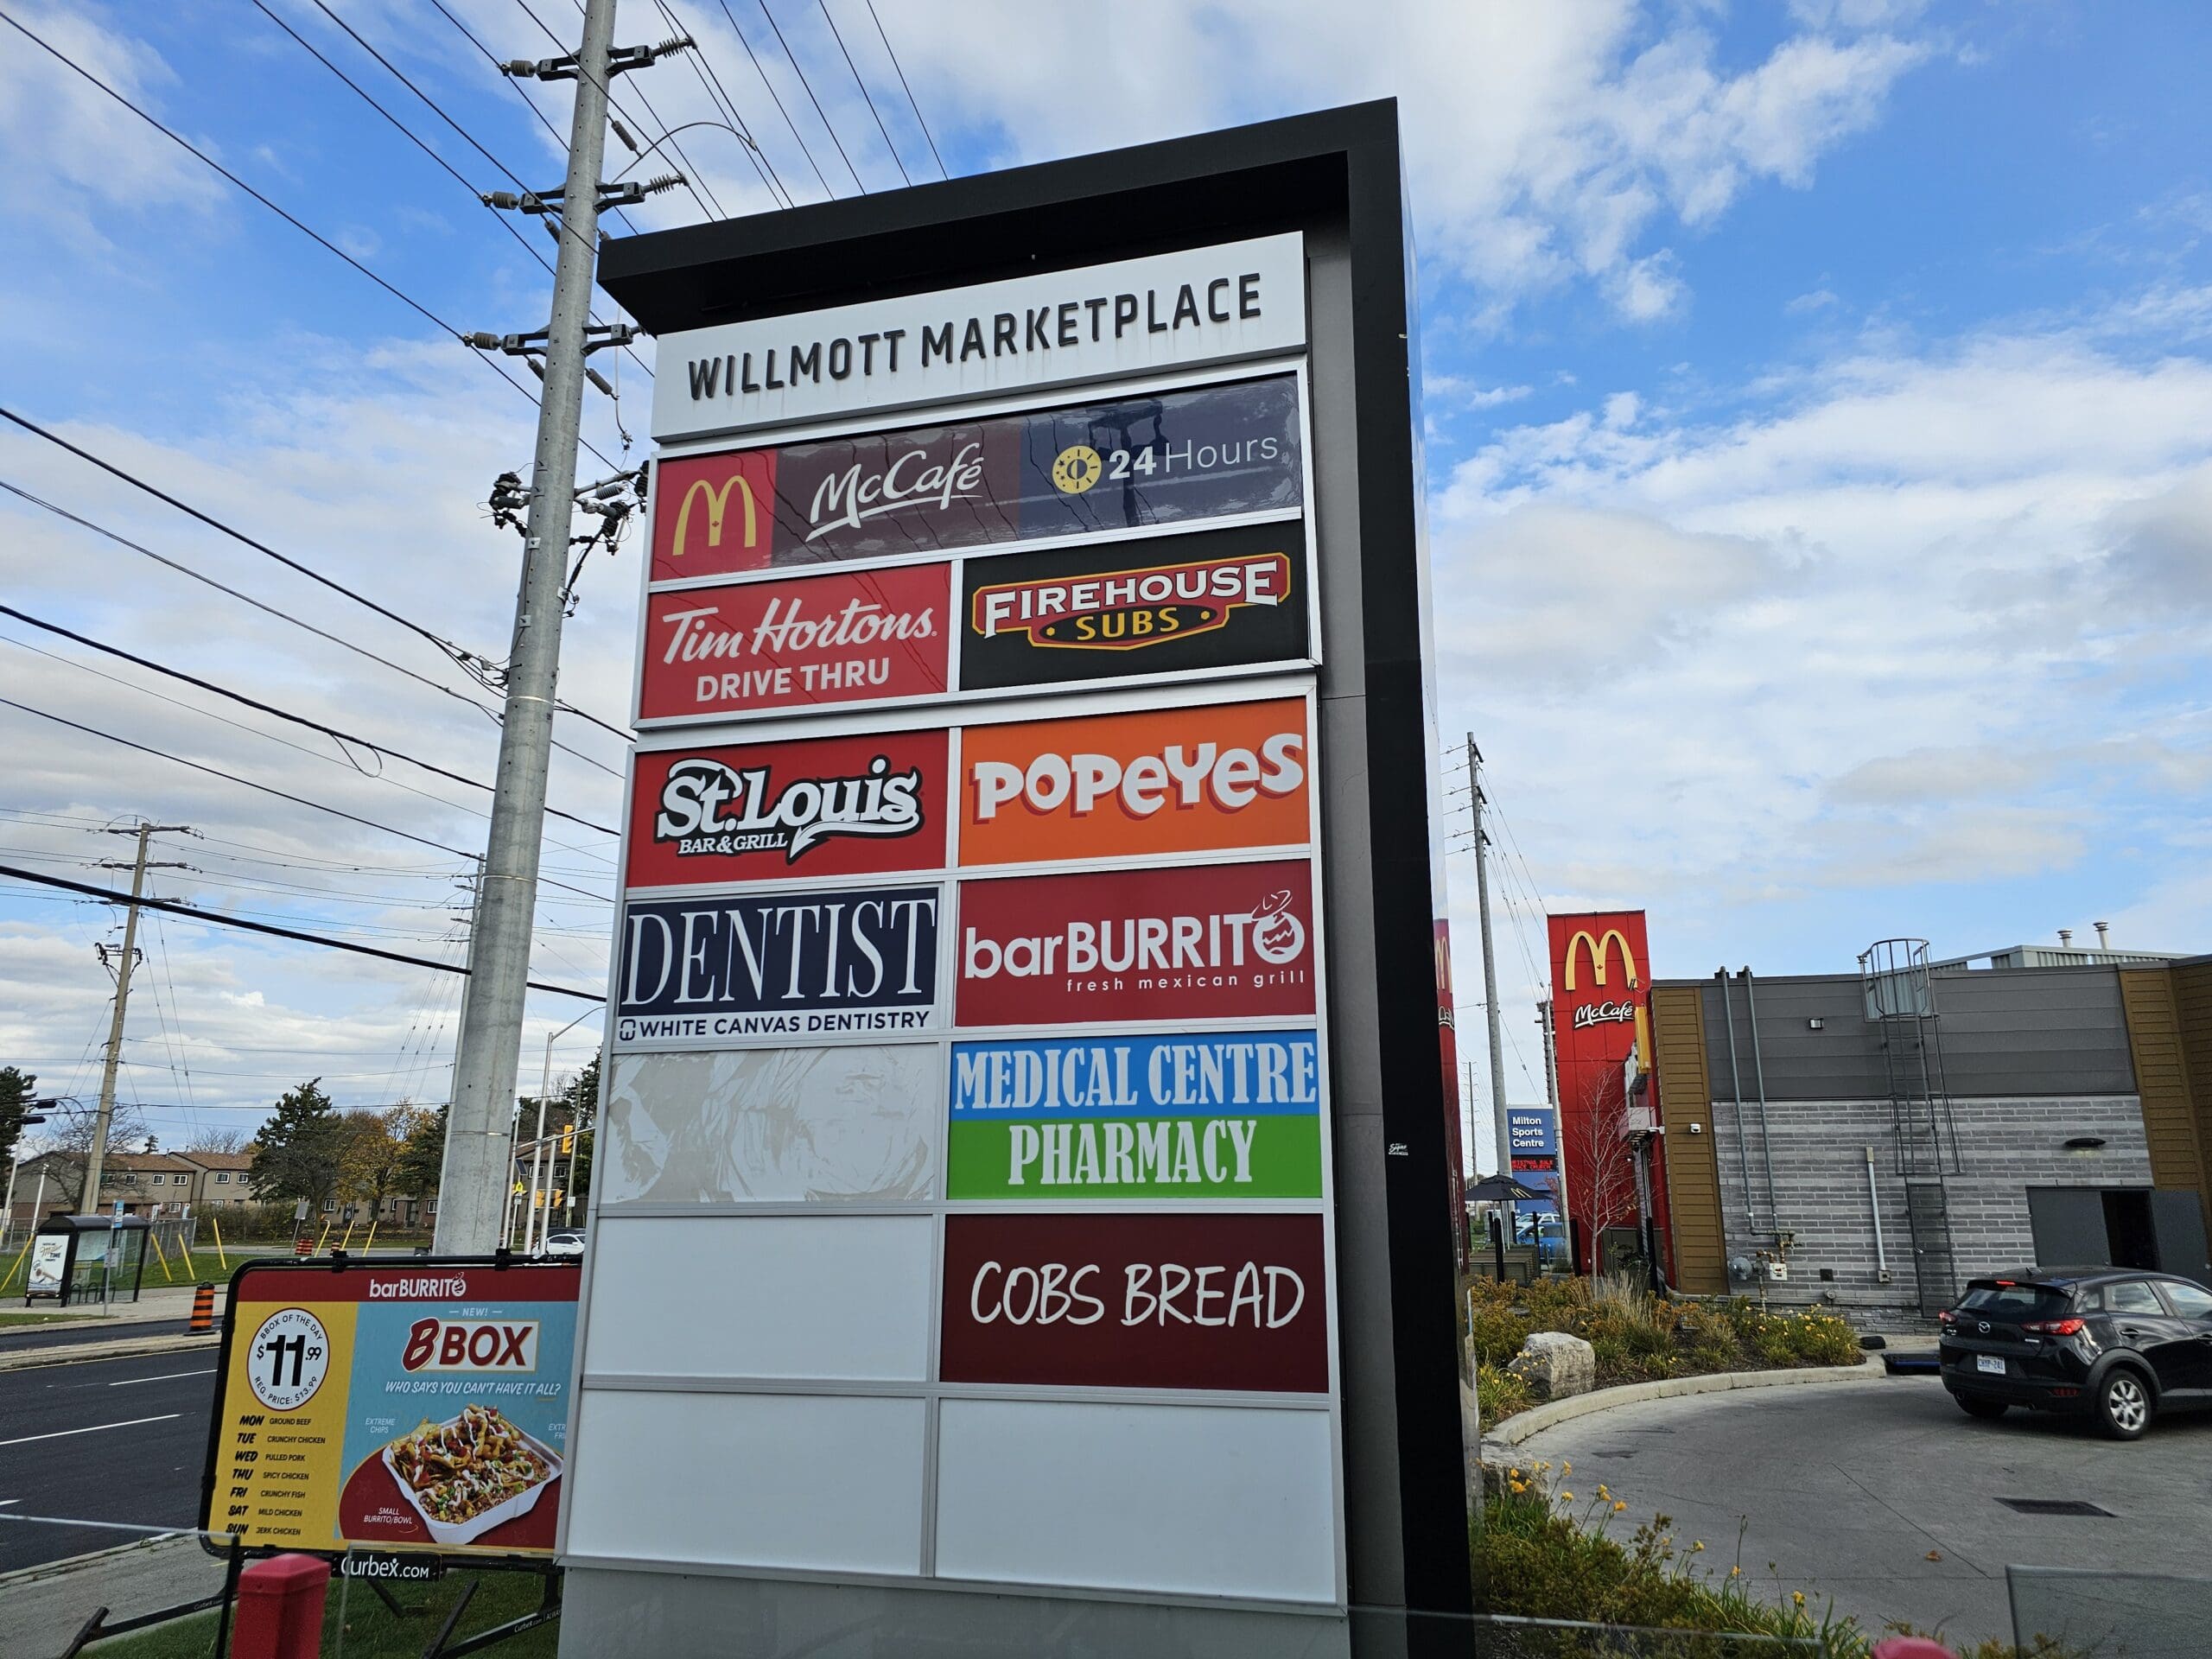 WILLMOTT MARKETPLACE
McCafé
24 Hours
Tim Hortons.
DRIVE THRU
FIREHOUSE
SUBS
St. Louis
BAR & GRILL
POPEYES
DENTIST
WHITE CANVAS DENTISTRY
barBURRITO
fresh mexican grill
MEDICAL CENTRE
PHARMACY
COBS BREAD
barBURRITO
BBOX OF THE DAY
$11.99
REG. PRICE: $13.99
MON GROUND BEEF
TUE CRUNCHY CHICKEN
WED PULLED PORK
THU SPICY CHICKEN
FRI CRUNCHY FISH
SAT MILD CHICKEN
SUN JERK CHICKEN
NEW!
BBOX
WHO SAYS YOU CAN'T HAVE IT ALL?
EXTREME
CHIPS
SMALL
BURRITO/BOWL
Curbex.com
McCafé
Milton
Sports
Centre